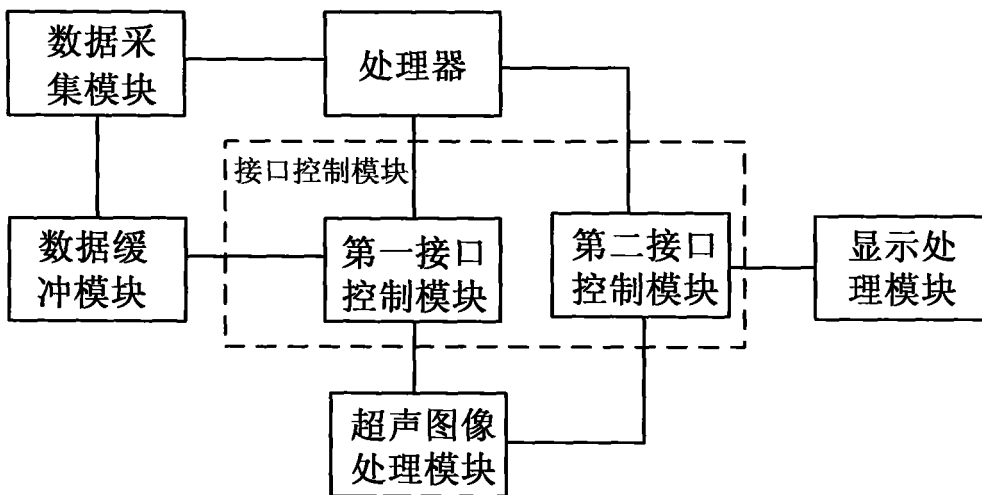 数据采
集模块
处理器
接口控制模块
数据缓
冲模块
第一接口
控制模块
第二接口
控制模块
显示处
理模块
超声图像
处理模块